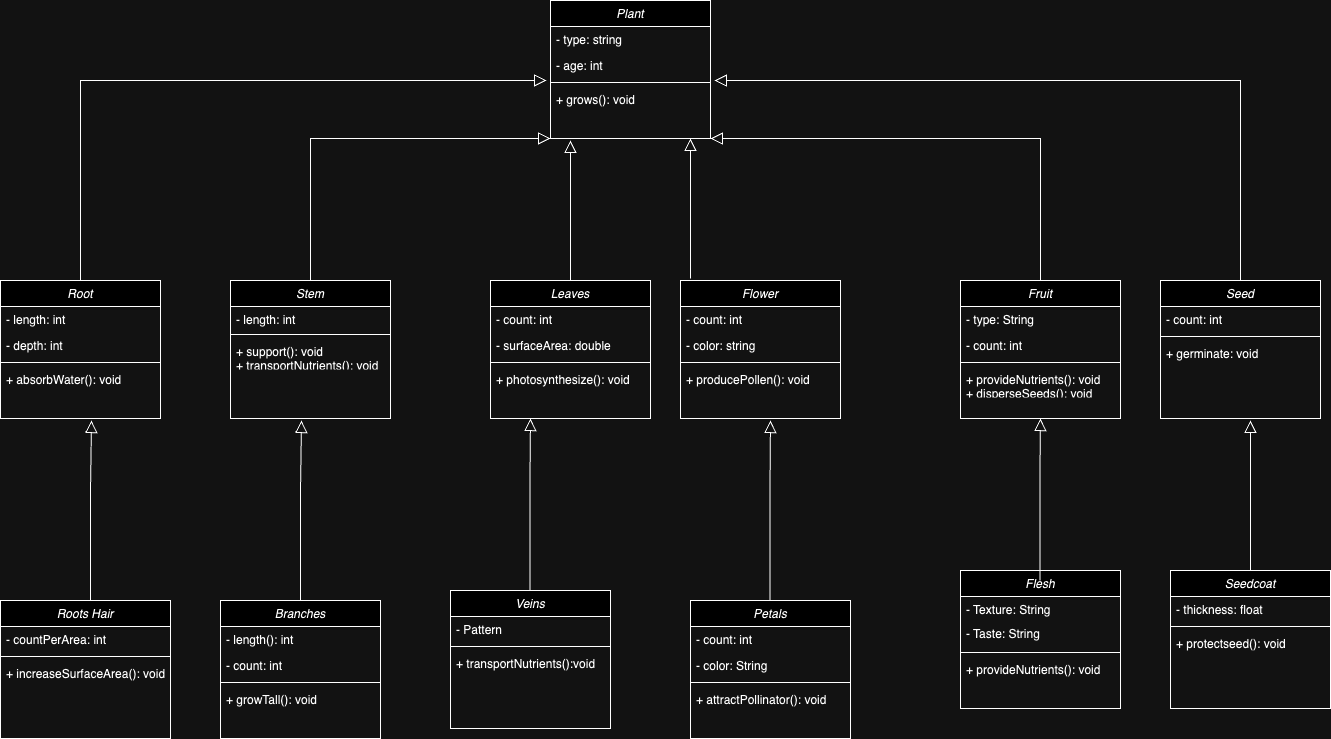 Plant
- type: string
- age: int
+ grows(): void
Root
- length: int
- depth: int
+ absorbWater(): void
Stem
- length: int
+ support(): void
+ transportNutrients(): void
Leaves
- count: int
- surfaceArea: double
+ photosynthesize(): void
Flower
- count: int
- color: string
+ producePollen(): void
Fruit
- type: String
- count: int
+ provideNutrients(): void
+ disperseSeeds(): void
Seed
- count: int
+ germinate: void
Roots Hair
- countPerArea: int
+ increaseSurfaceArea(): void
Branches
- length(): int
- count: int
+ growTall(): void
Veins
- Pattern
+ transportNutrients():void
Petals
- count: int
- color: String
+ attractPollinator(): void
Flesh
- Texture: String
- Taste: String
+ provideNutrients(): void
Seedcoat
- thickness: float
+ protectseed(): void